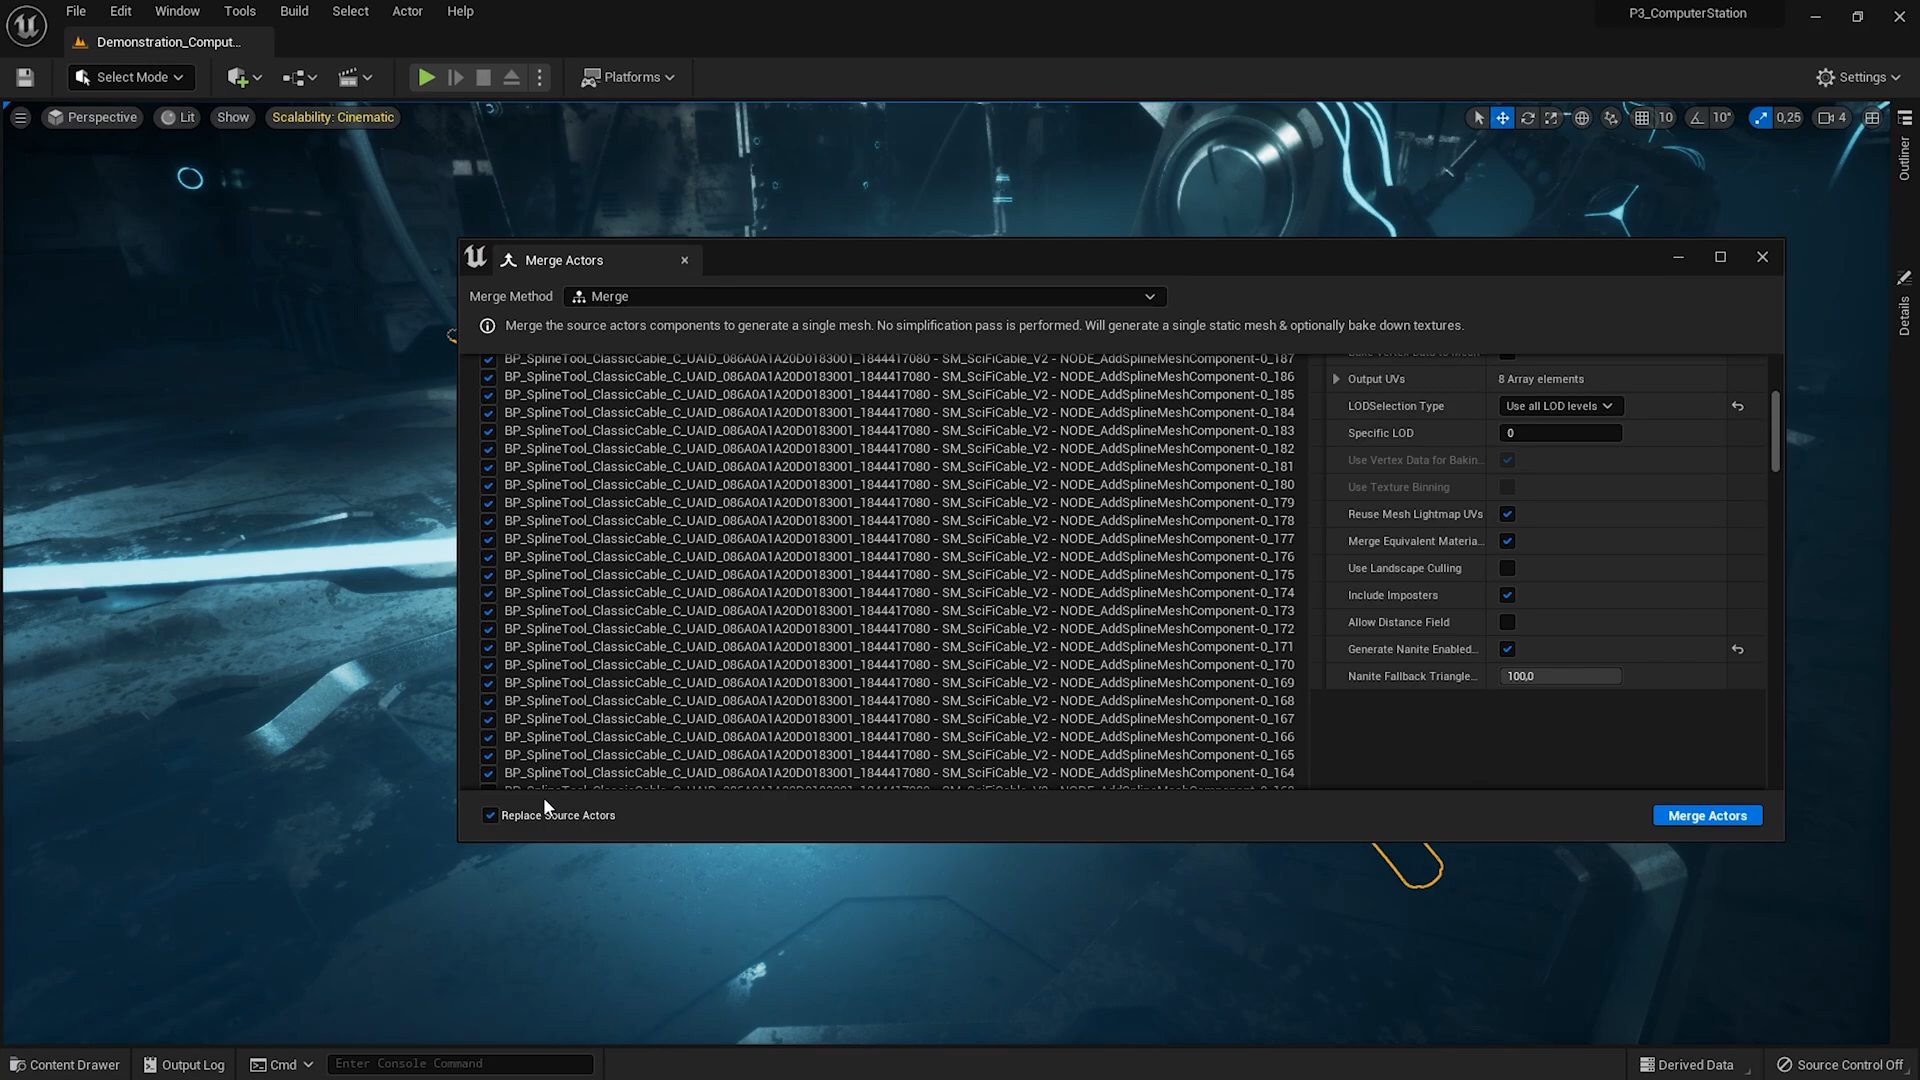 File Edit Window Tools Build Select Actor Help
P3_ComputerStation
Demonstration_Comput...
Select Mode
Platforms
Settings
Perspective Lit Show Scalability: Cinematic
10 10° 0,25 4
Outliner
Details
Merge Actors
Merge Method Merge
Merge the source actors components to generate a single mesh. No simplification pass is performed. Will generate a single static mesh & optionally bake down textures.
BP_SplineTool_ClassicCable_C_UAID_086A0A1A20D0183001_1844417080 - SM_SciFiCable_V2 - NODE_AddSplineMeshComponent-0_187
BP_SplineTool_ClassicCable_C_UAID_086A0A1A20D0183001_1844417080 - SM_SciFiCable_V2 - NODE_AddSplineMeshComponent-0_186
BP_SplineTool_ClassicCable_C_UAID_086A0A1A20D0183001_1844417080 - SM_SciFiCable_V2 - NODE_AddSplineMeshComponent-0_185
BP_SplineTool_ClassicCable_C_UAID_086A0A1A20D0183001_1844417080 - SM_SciFiCable_V2 - NODE_AddSplineMeshComponent-0_184
BP_SplineTool_ClassicCable_C_UAID_086A0A1A20D0183001_1844417080 - SM_SciFiCable_V2 - NODE_AddSplineMeshComponent-0_183
BP_SplineTool_ClassicCable_C_UAID_086A0A1A20D0183001_1844417080 - SM_SciFiCable_V2 - NODE_AddSplineMeshComponent-0_182
BP_SplineTool_ClassicCable_C_UAID_086A0A1A20D0183001_1844417080 - SM_SciFiCable_V2 - NODE_AddSplineMeshComponent-0_181
BP_SplineTool_ClassicCable_C_UAID_086A0A1A20D0183001_1844417080 - SM_SciFiCable_V2 - NODE_AddSplineMeshComponent-0_180
BP_SplineTool_ClassicCable_C_UAID_086A0A1A20D0183001_1844417080 - SM_SciFiCable_V2 - NODE_AddSplineMeshComponent-0_179
BP_SplineTool_ClassicCable_C_UAID_086A0A1A20D0183001_1844417080 - SM_SciFiCable_V2 - NODE_AddSplineMeshComponent-0_178
BP_SplineTool_ClassicCable_C_UAID_086A0A1A20D0183001_1844417080 - SM_SciFiCable_V2 - NODE_AddSplineMeshComponent-0_177
BP_SplineTool_ClassicCable_C_UAID_086A0A1A20D0183001_1844417080 - SM_SciFiCable_V2 - NODE_AddSplineMeshComponent-0_176
BP_SplineTool_ClassicCable_C_UAID_086A0A1A20D0183001_1844417080 - SM_SciFiCable_V2 - NODE_AddSplineMeshComponent-0_175
BP_SplineTool_ClassicCable_C_UAID_086A0A1A20D0183001_1844417080 - SM_SciFiCable_V2 - NODE_AddSplineMeshComponent-0_174
BP_SplineTool_ClassicCable_C_UAID_086A0A1A20D0183001_1844417080 - SM_SciFiCable_V2 - NODE_AddSplineMeshComponent-0_173
BP_SplineTool_ClassicCable_C_UAID_086A0A1A20D0183001_1844417080 - SM_SciFiCable_V2 - NODE_AddSplineMeshComponent-0_172
BP_SplineTool_ClassicCable_C_UAID_086A0A1A20D0183001_1844417080 - SM_SciFiCable_V2 - NODE_AddSplineMeshComponent-0_171
BP_SplineTool_ClassicCable_C_UAID_086A0A1A20D0183001_1844417080 - SM_SciFiCable_V2 - NODE_AddSplineMeshComponent-0_170
BP_SplineTool_ClassicCable_C_UAID_086A0A1A20D0183001_1844417080 - SM_SciFiCable_V2 - NODE_AddSplineMeshComponent-0_169
BP_SplineTool_ClassicCable_C_UAID_086A0A1A20D0183001_1844417080 - SM_SciFiCable_V2 - NODE_AddSplineMeshComponent-0_168
BP_SplineTool_ClassicCable_C_UAID_086A0A1A20D0183001_1844417080 - SM_SciFiCable_V2 - NODE_AddSplineMeshComponent-0_167
BP_SplineTool_ClassicCable_C_UAID_086A0A1A20D0183001_1844417080 - SM_SciFiCable_V2 - NODE_AddSplineMeshComponent-0_166
BP_SplineTool_ClassicCable_C_UAID_086A0A1A20D0183001_1844417080 - SM_SciFiCable_V2 - NODE_AddSplineMeshComponent-0_165
BP_SplineTool_ClassicCable_C_UAID_086A0A1A20D0183001_1844417080 - SM_SciFiCable_V2 - NODE_AddSplineMeshComponent-0_164
Output UVs 8 Array elements
LODSelection Type Use all LOD levels
Specific LOD 0
Use Vertex Data for Bakin...
Use Texture Binning
Reuse Mesh Lightmap UVs
Merge Equivalent Materia...
Use Landscape Culling
Include Imposters
Allow Distance Field
Generate Nanite Enabled...
Nanite Fallback Triangle... 100,0
Replace Source Actors
Merge Actors
Content Drawer Output Log Cmd Enter Console Command
Derived Data Source Control Off